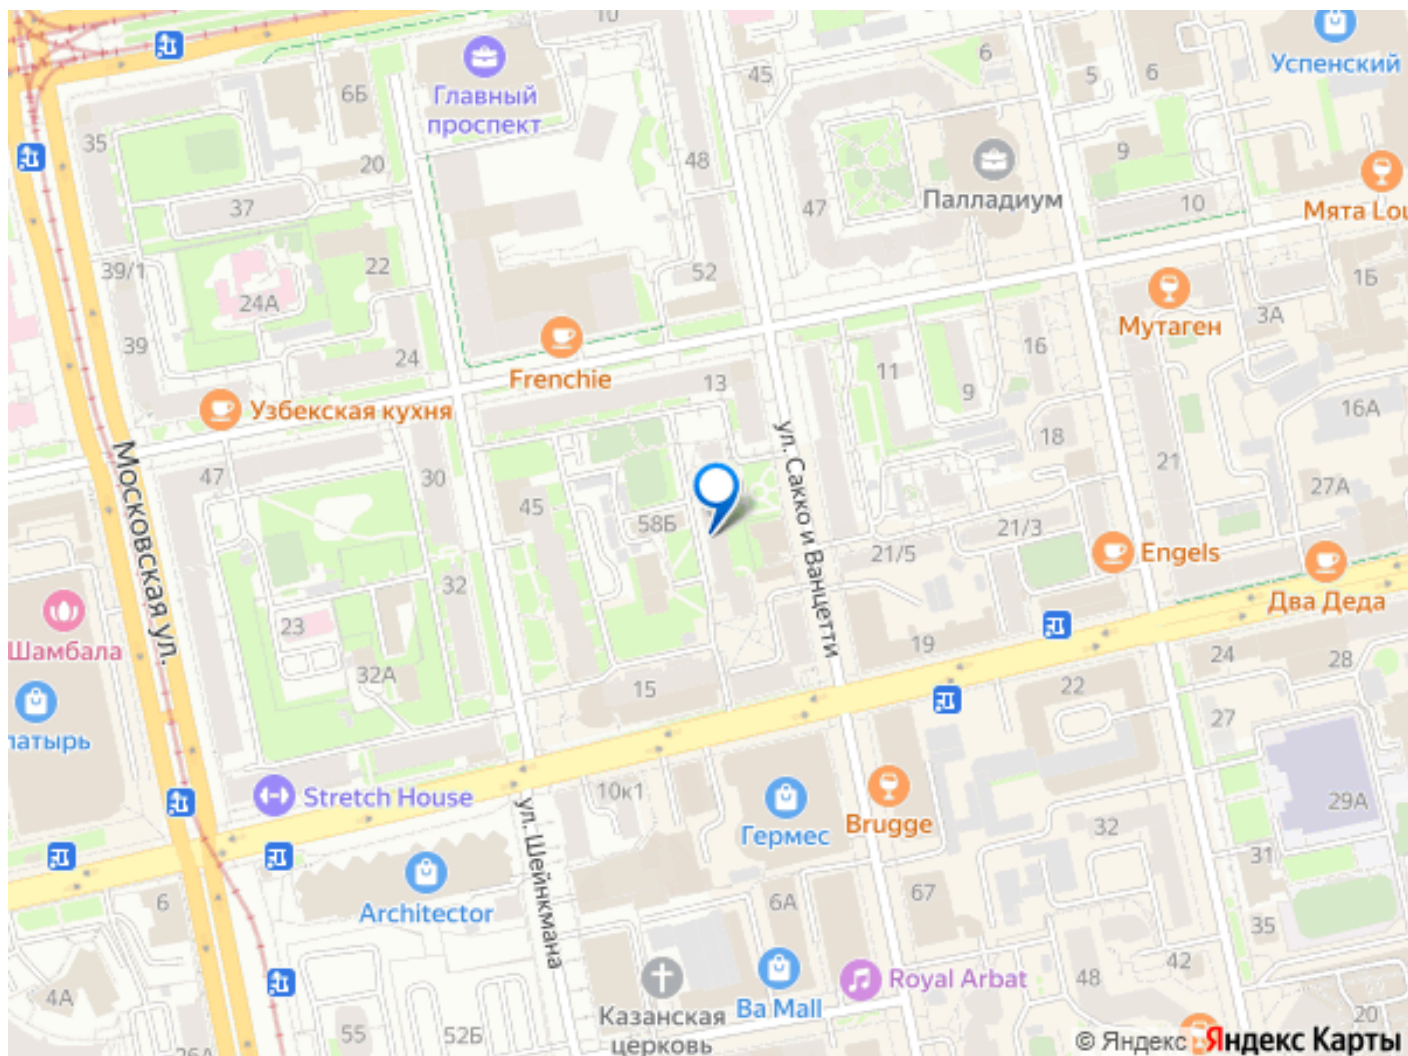 10
Успенский
6Б
Главный
проспект
45
6
5
6
35
20
48
9
Палладиум
37
47
10
Мята Lou
39/1
22
52
1Б
24А
Мутаген
3А
39
24
Frenchie
13
11
16
9
Узбекская кухня
16А
18
47
30
21
Московская ул.
ул. Сакко и Ванцетти
45
58Б
27А
21/3
21/5
Engels
32
Два Деда
23
Шамбала
19
24
28
32А
15
22
27
латырь
Stretch House
10к1
ул. Шейнкмана
Гермес
Brugge
29А
32
31
Architector
6
6А
67
35
42
4А
Казанская
церковь
Ba Mall
Royal Arbat
48
20
55
52Б
26А
© Яндекс Яндекс Карты